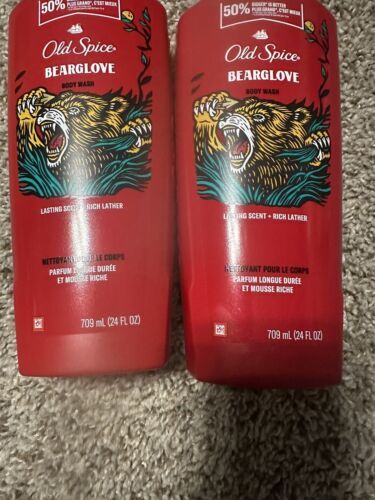 50%
PLUS GRAND*, C'EST MIEUX
Old Spice®
BEARGLOVE
BODY WASH
LASTING SCENT + RICH LATHER
NETTOYANT POUR LE CORPS
PARFUM LONGUE DURÉE
ET MOUSSE RICHE
709 mL (24 FL OZ)
50%
BIGGER* IS BETTER
PLUS GRAND*, C'EST MIEUX
Old Spice®
BEARGLOVE
BODY WASH
LASTING SCENT + RICH LATHER
NETTOYANT POUR LE CORPS
PARFUM LONGUE DURÉE
ET MOUSSE RICHE
709 mL (24 FL OZ)